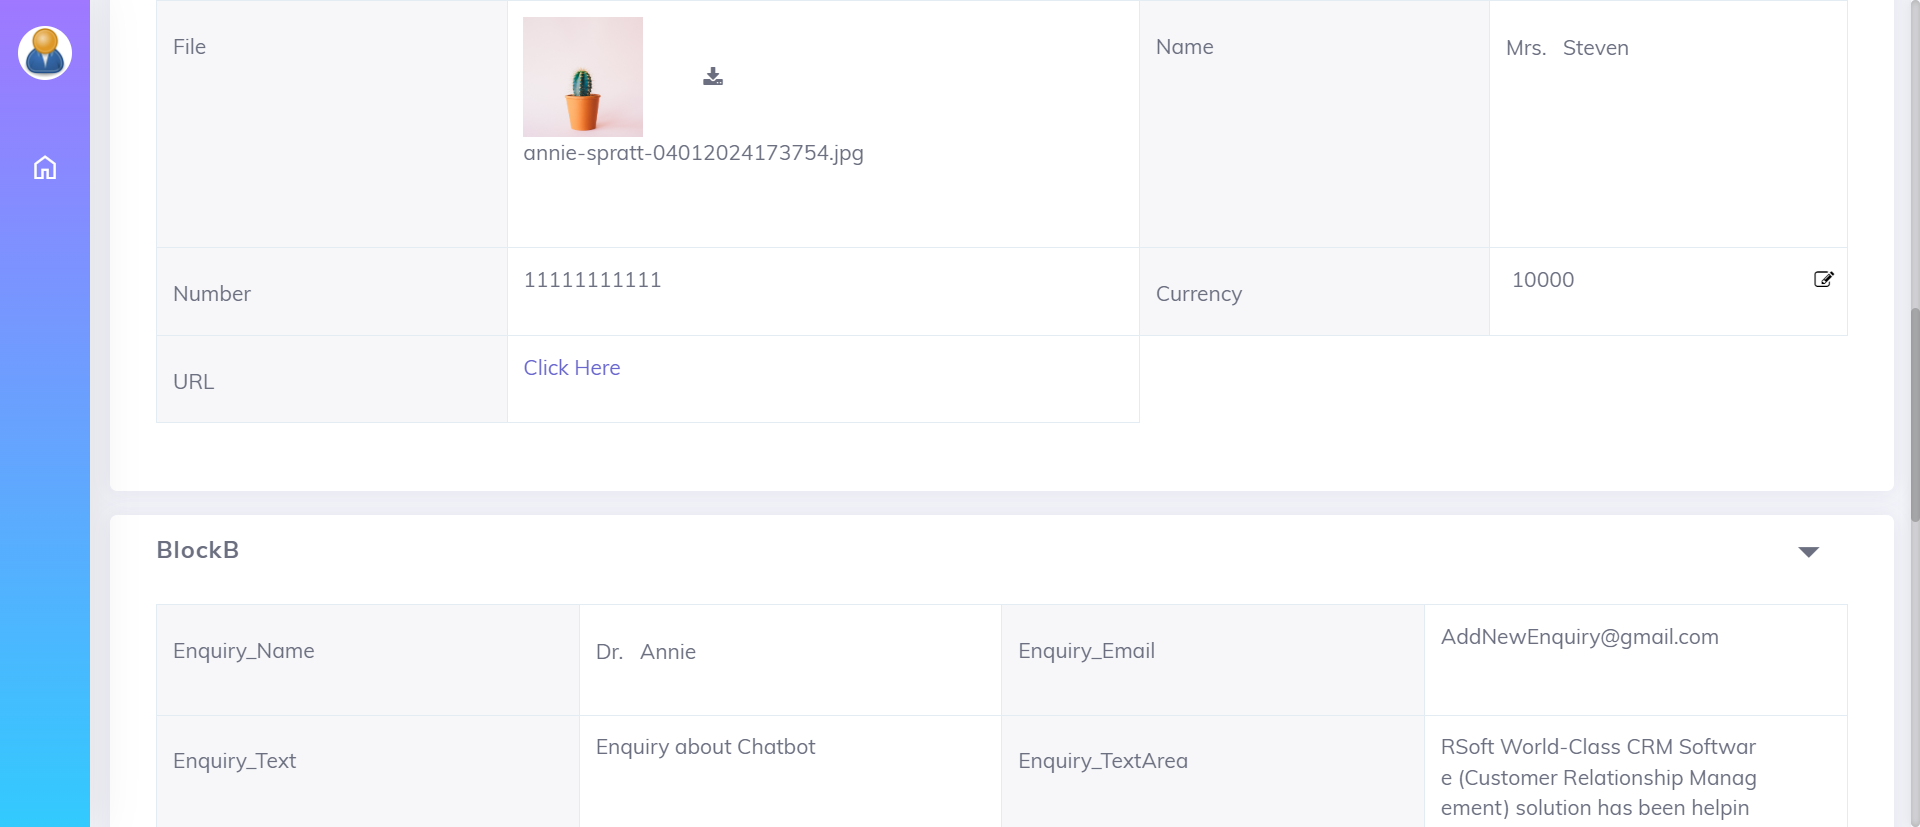 File
annie-spratt-04012024173754.jpg
Name
Mrs. Steven
Number
11111111111
Currency
10000
URL
Click Here
BlockB
Enquiry_Name
Dr. Annie
Enquiry_Email
AddNewEnquiry@gmail.com
Enquiry_Text
Enquiry about Chatbot
Enquiry_TextArea
RSoft World-Class CRM Softwar
e (Customer Relationship Manag
ement) solution has been helpin